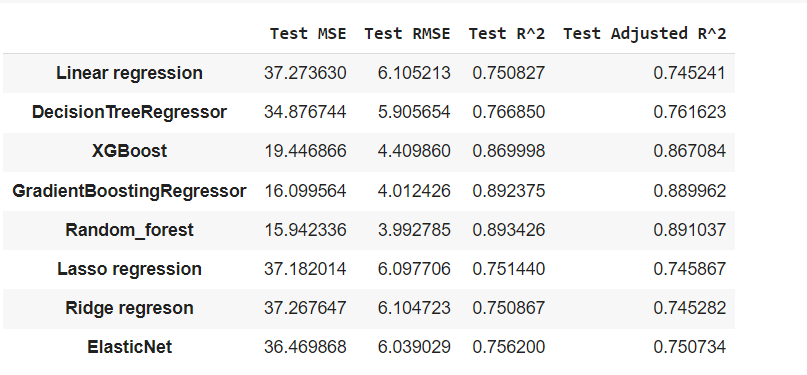 Test MSE Test RMSE Test R^2 Test Adjusted R^2
Linear regression 37.273630 6.105213 0.750827 0.745241
DecisionTreeRegressor 34.876744 5.905654 0.766850 0.761623
XGBoost 19.446866 4.409860 0.869998 0.867084
GradientBoostingRegressor 16.099564 4.012426 0.892375 0.889962
Random_forest 15.942336 3.992785 0.893426 0.891037
Lasso regression 37.182014 6.097706 0.751440 0.745867
Ridge regreson 37.267647 6.104723 0.750867 0.745282
ElasticNet 36.469868 6.039029 0.756200 0.750734